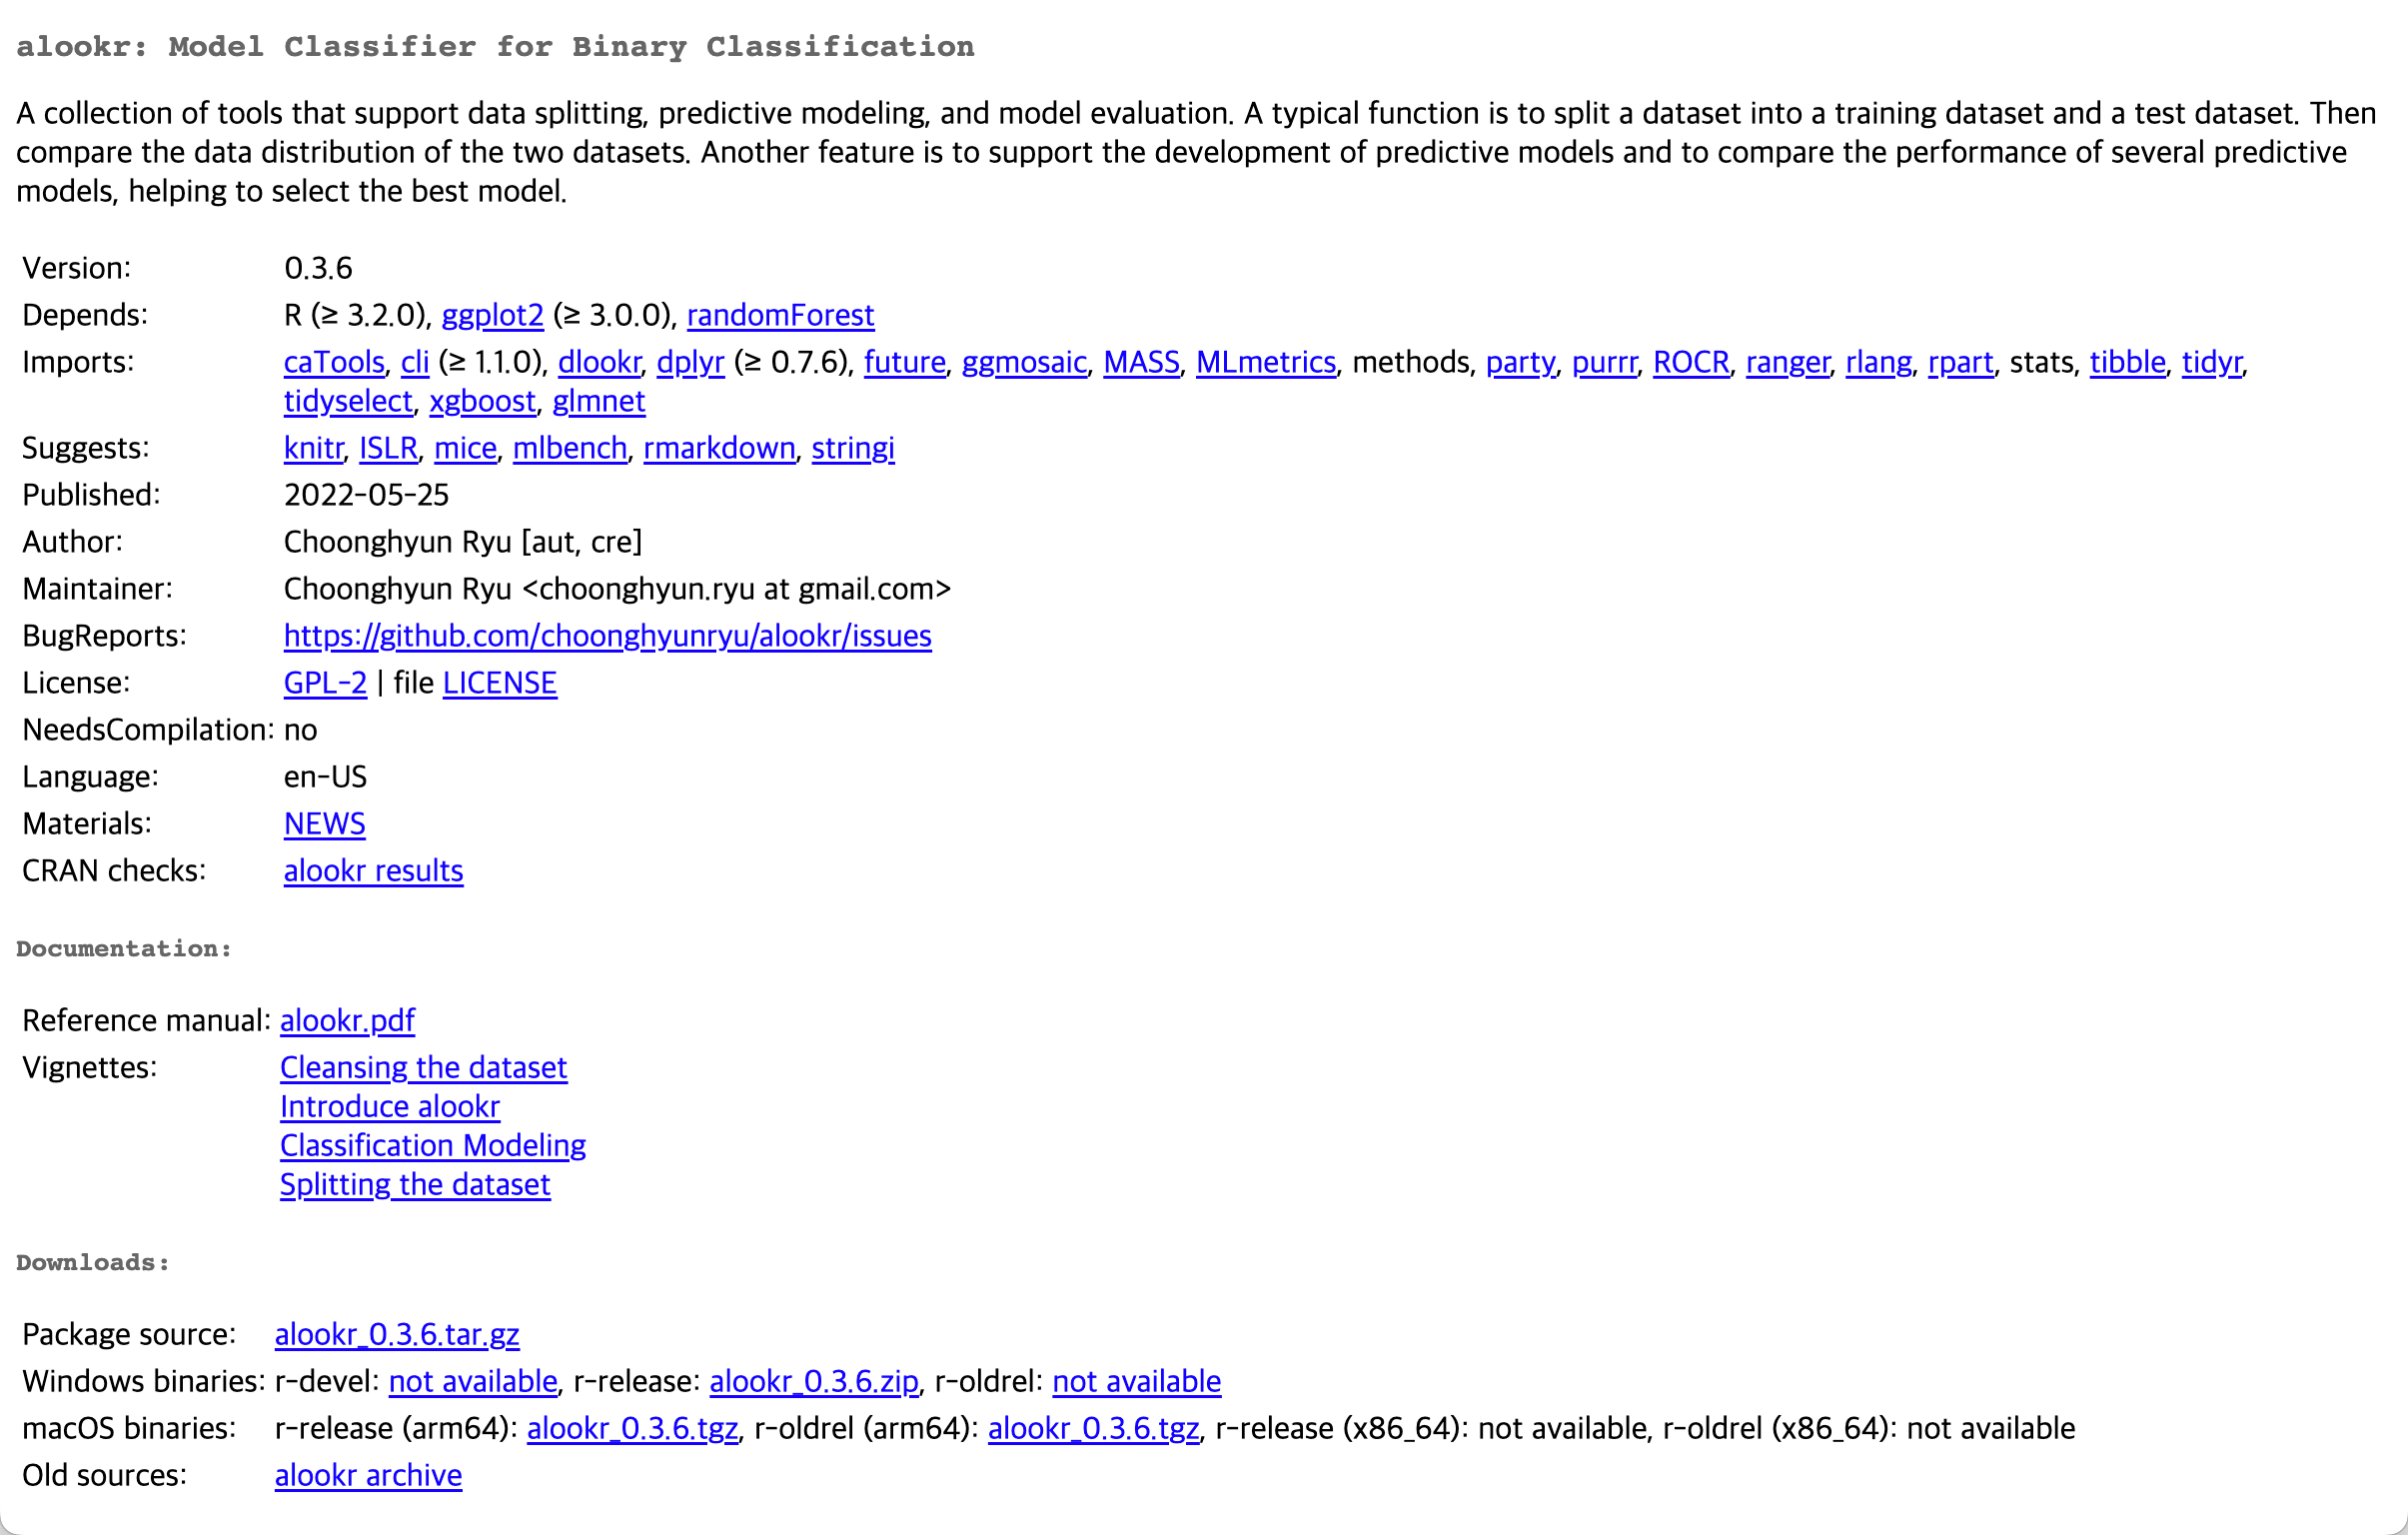 alookr: Model Classifier for Binary Classification
A collection of tools that support data splitting, predictive modeling, and model evaluation. A typical function is to split a dataset into a training dataset and a test dataset. Then
compare the data distribution of the two datasets. Another feature is to support the development of predictive models and to compare the performance of several predictive
models, helping to select the best model.
Version: 0.3.6
Depends: R (≥ 3.2.0), ggplot2 (≥ 3.0.0), randomForest
Imports: caTools, cli (≥ 1.1.0), dlookr, dplyr (≥ 0.7.6), future, ggmosaic, MASS, MLmetrics, methods, party, purrr, ROCR, ranger, rlang, rpart, stats, tibble, tidyr,
tidyselect, xgboost, glmnet
Suggests: knitr, ISLR, mice, mlbench, rmarkdown, stringi
Published: 2022-05-25
Author: Choonghyun Ryu [aut, cre]
Maintainer: Choonghyun Ryu <choonghyun.ryu at gmail.com>
BugReports: https://github.com/choonghyunryu/alookr/issues
License: GPL-2 | file LICENSE
NeedsCompilation: no
Language: en-US
Materials: NEWS
CRAN checks: alookr results
Documentation:
Reference manual: alookr.pdf
Vignettes: Cleansing the dataset
Introduce alookr
Classification Modeling
Splitting the dataset
Downloads:
Package source: alookr_0.3.6.tar.gz
Windows binaries: r-devel: not available, r-release: alookr_0.3.6.zip, r-oldrel: not available
macOS binaries: r-release (arm64): alookr_0.3.6.tgz, r-oldrel (arm64): alookr_0.3.6.tgz, r-release (x86_64): not available, r-oldrel (x86_64): not available
Old sources: alookr archive